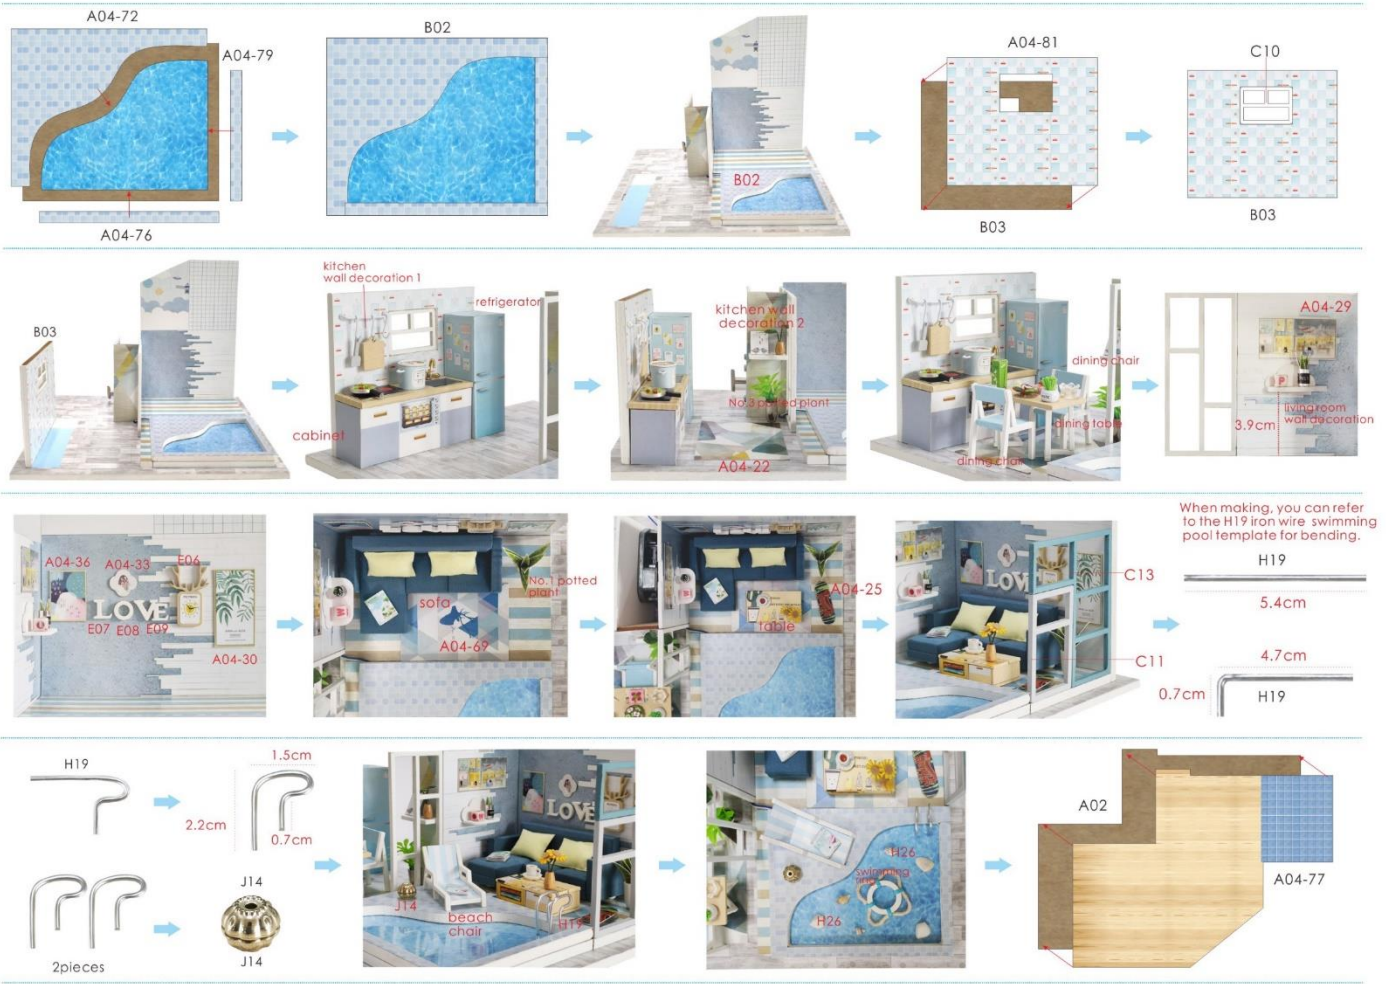 A04-72
A04-79
A04-76
B02
B02
A04-81
B03
C10
B03
B03
kitchen
wall decoration 1
refrigerator
cabinet
kitchen wall
decoration 2
No.3 potted plant
A04-22
dining chair
dining table
dining chair
A04-29
living room
wall decoration
3.9cm
A04-36
A04-33
E06
LOVE
E07
E08
E09
A04-30
No.1 potted
plant
sofa
A04-69
A04-25
table
LOVE
C13
C11
When making, you can refer
to the H19 iron wire swimming
pool template for bending.
H19
5.4cm
4.7cm
0.7cm
H19
H19
1.5cm
2.2cm
0.7cm
2pieces
J14
J14
LOVE
J14
beach
chair
H19
H26
swimming
ring
H26
A02
A04-77